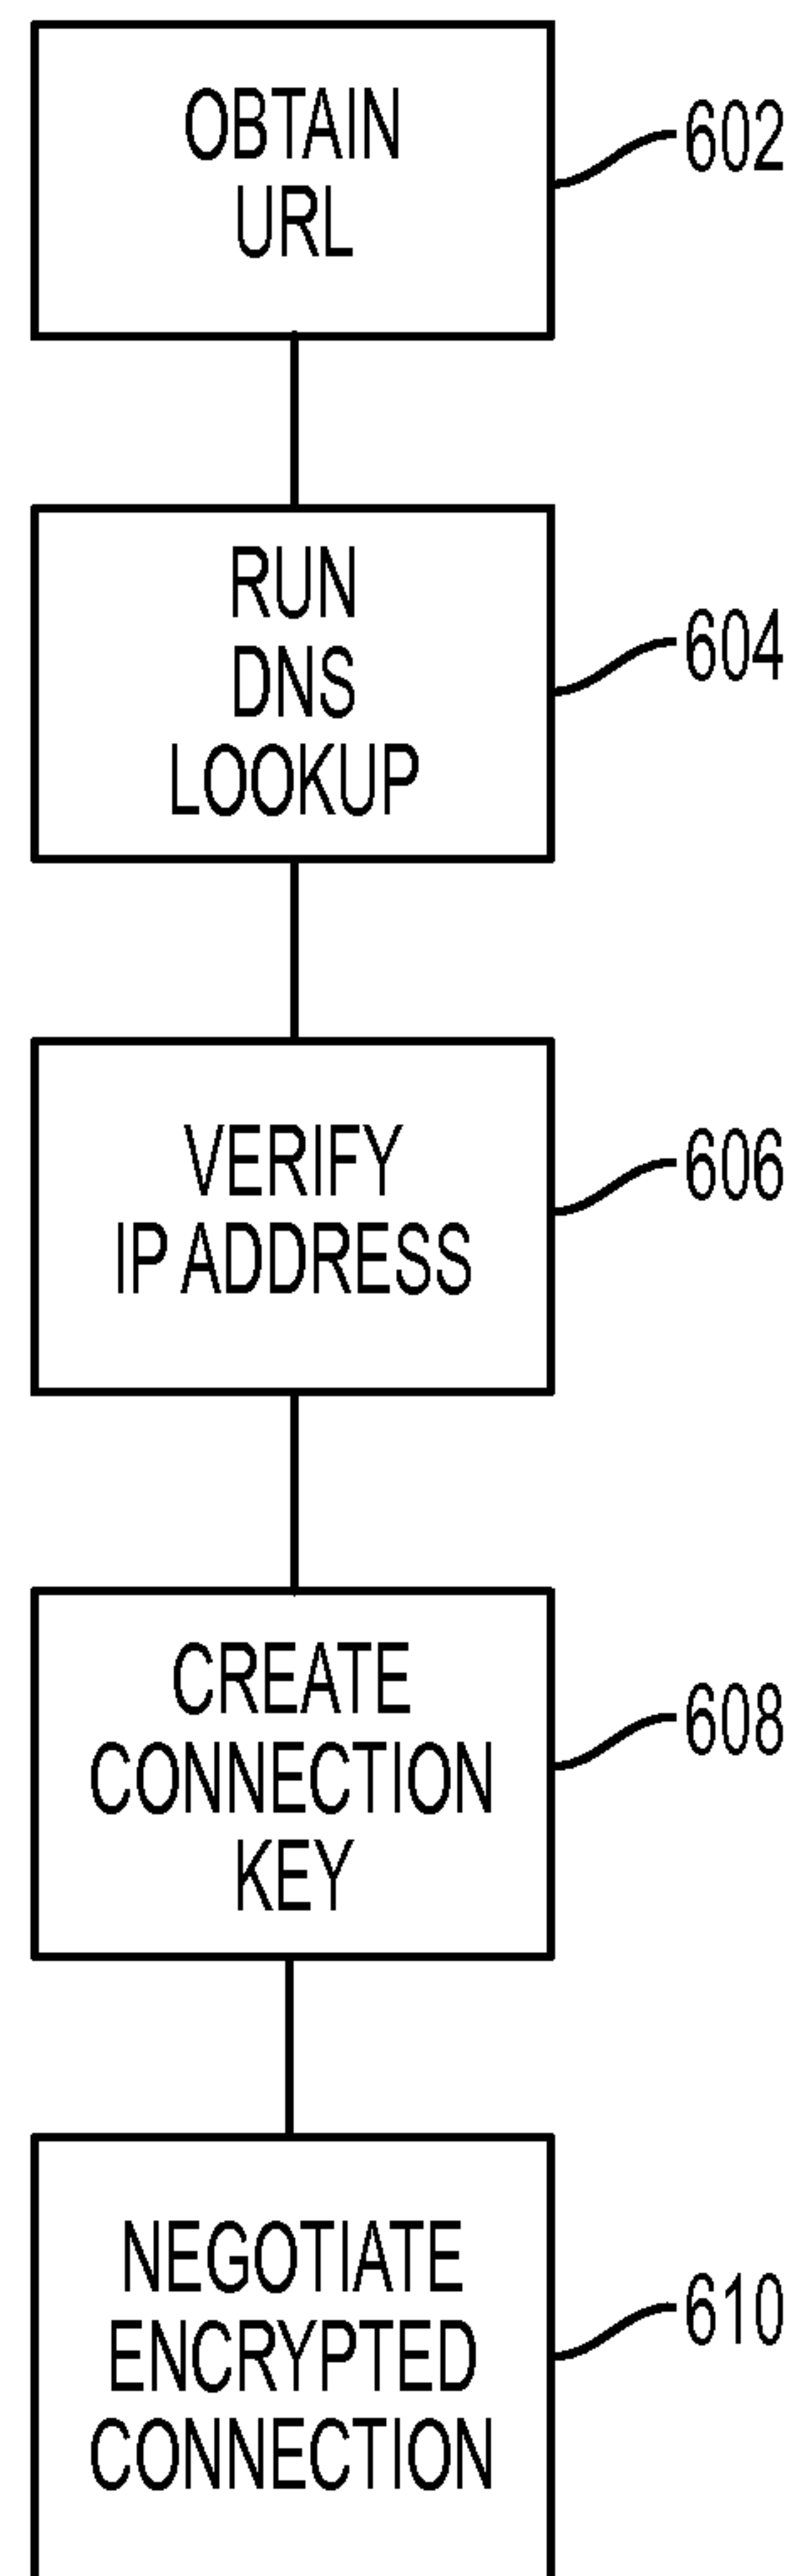 OBTAIN
URL
602
RUN
DNS
LOOKUP
604
VERIFY
IP ADDRESS
606
CREATE
CONNECTION
KEY
608
NEGOTIATE
ENCRYPTED
CONNECTION
610